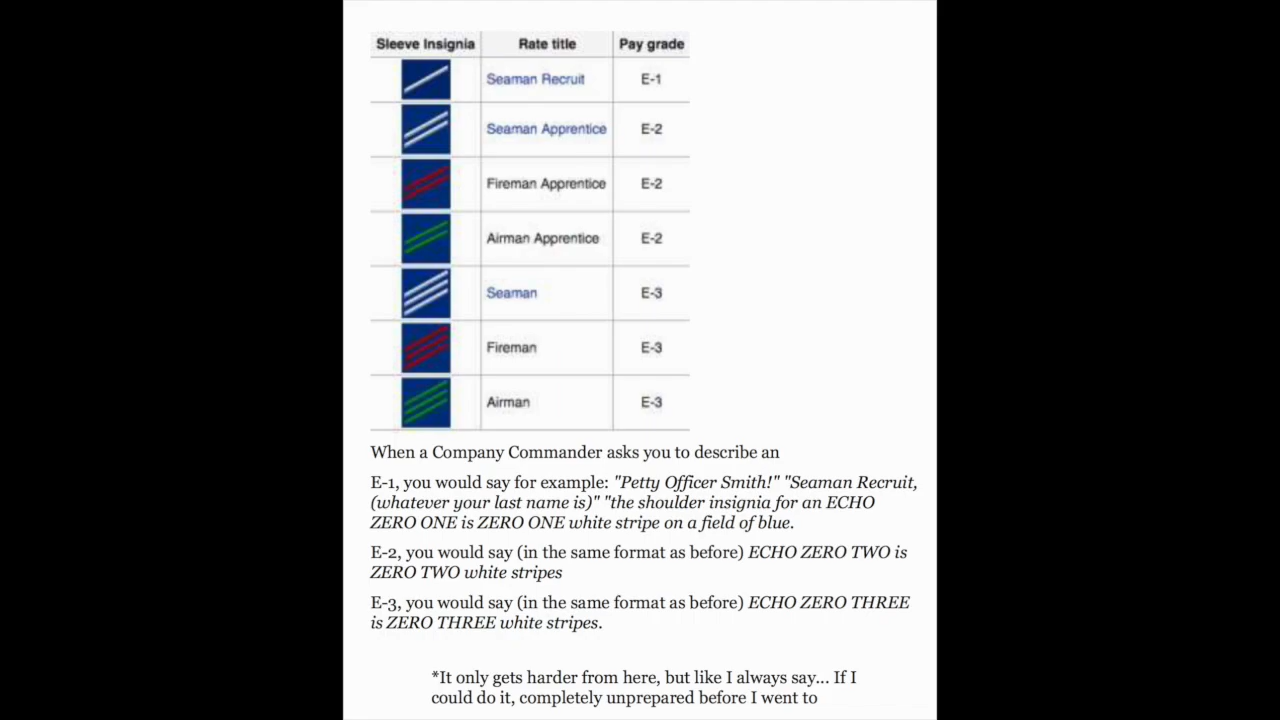 Sleeve Insignia Rate title Pay grade
Seaman Recruit E-1
Seaman Apprentice E-2
Fireman Apprentice E-2
Airman Apprentice E-2
Seaman E-3
Fireman E-3
Airman E-3
When a Company Commander asks you to describe an
E-1, you would say for example: "Petty Officer Smith!" "Seaman Recruit,
(whatever your last name is)" "the shoulder insignia for an ECHO
ZERO ONE is ZERO ONE white stripe on a field of blue.
E-2, you would say (in the same format as before) ECHO ZERO TWO is
ZERO TWO white stripes
E-3, you would say (in the same format as before) ECHO ZERO THREE
is ZERO THREE white stripes.
*It only gets harder from here, but like I always say... If I
could do it, completely unprepared before I went to